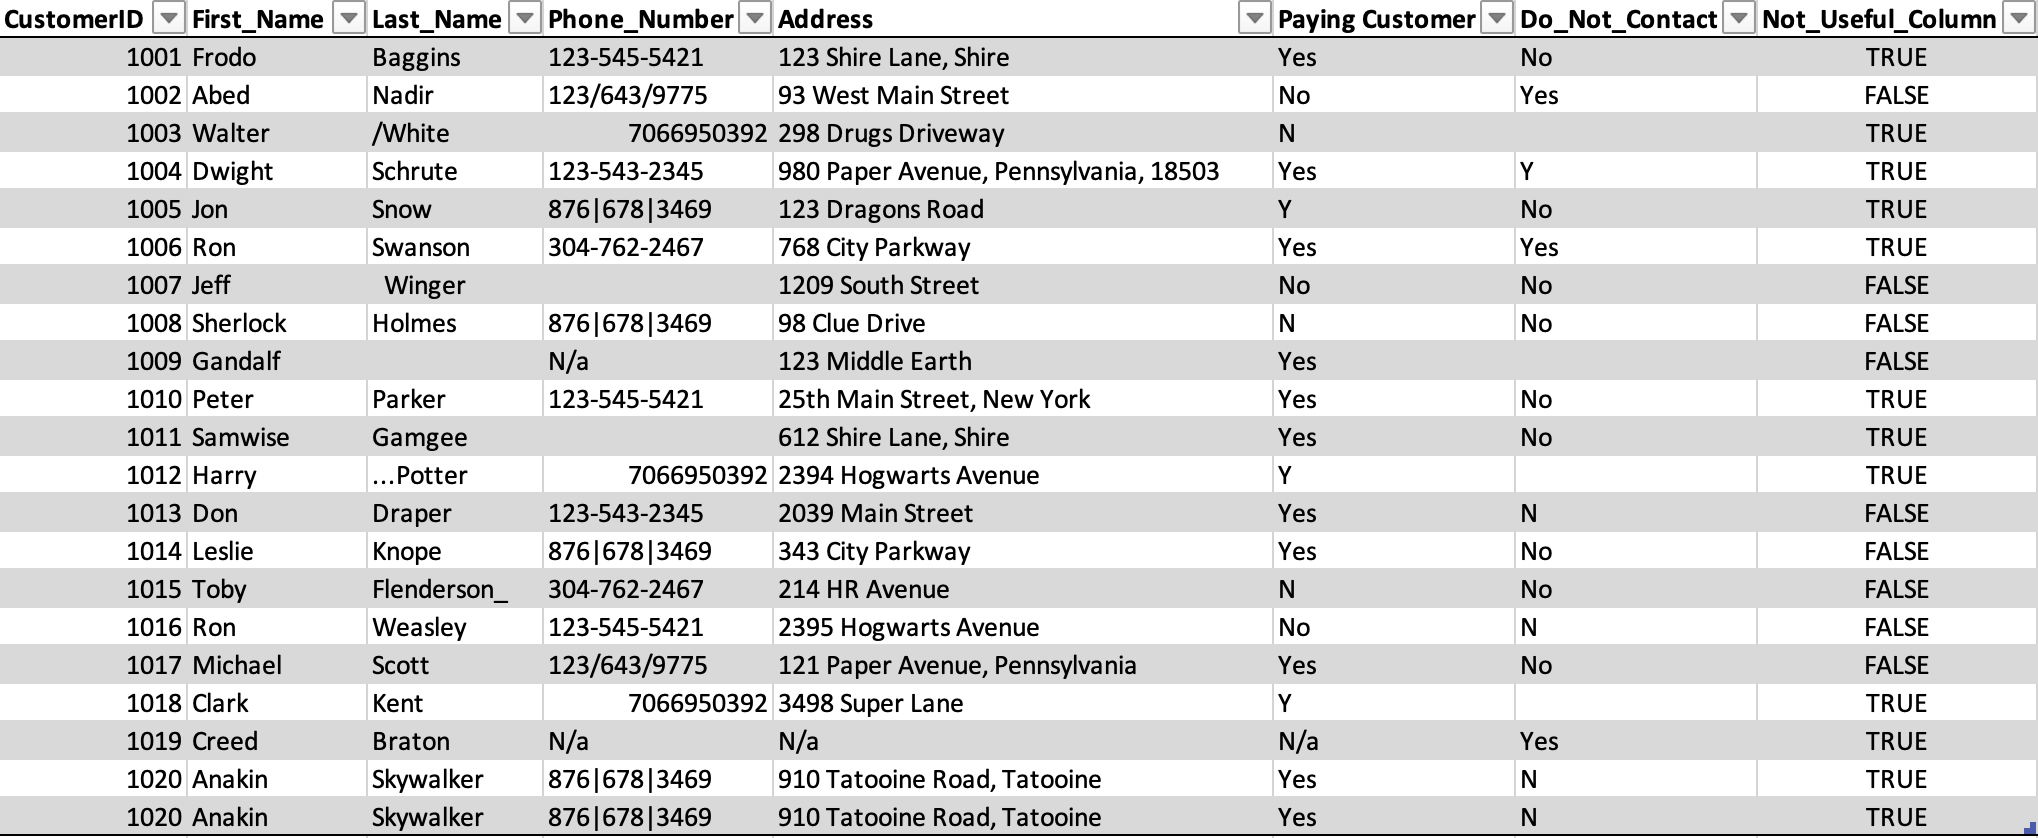 CustomerID First_Name Last_Name Phone_Number Address Paying Customer Do_Not_Contact Not_Useful_Column
1001 Frodo Baggins 123-545-5421 123 Shire Lane, Shire Yes No TRUE
1002 Abed Nadir 123/643/9775 93 West Main Street No Yes FALSE
1003 Walter /White 7066950392 298 Drugs Driveway N TRUE
1004 Dwight Schrute 123-543-2345 980 Paper Avenue, Pennsylvania, 18503 Yes Y TRUE
1005 Jon Snow 876|678|3469 123 Dragons Road Y No TRUE
1006 Ron Swanson 304-762-2467 768 City Parkway Yes Yes TRUE
1007 Jeff Winger 1209 South Street No No FALSE
1008 Sherlock Holmes 876|678|3469 98 Clue Drive N No FALSE
1009 Gandalf N/a 123 Middle Earth Yes FALSE
1010 Peter Parker 123-545-5421 25th Main Street, New York Yes No TRUE
1011 Samwise Gamgee 612 Shire Lane, Shire Yes No TRUE
1012 Harry ...Potter 7066950392 2394 Hogwarts Avenue Y TRUE
1013 Don Draper 123-543-2345 2039 Main Street Yes N FALSE
1014 Leslie Knope 876|678|3469 343 City Parkway Yes No FALSE
1015 Toby Flenderson_ 304-762-2467 214 HR Avenue N No FALSE
1016 Ron Weasley 123-545-5421 2395 Hogwarts Avenue No N FALSE
1017 Michael Scott 123/643/9775 121 Paper Avenue, Pennsylvania Yes No FALSE
1018 Clark Kent 7066950392 3498 Super Lane Y TRUE
1019 Creed Braton N/a N/a N/a Yes TRUE
1020 Anakin Skywalker 876|678|3469 910 Tatooine Road, Tatooine Yes N TRUE
1020 Anakin Skywalker 876|678|3469 910 Tatooine Road, Tatooine Yes N TRUE